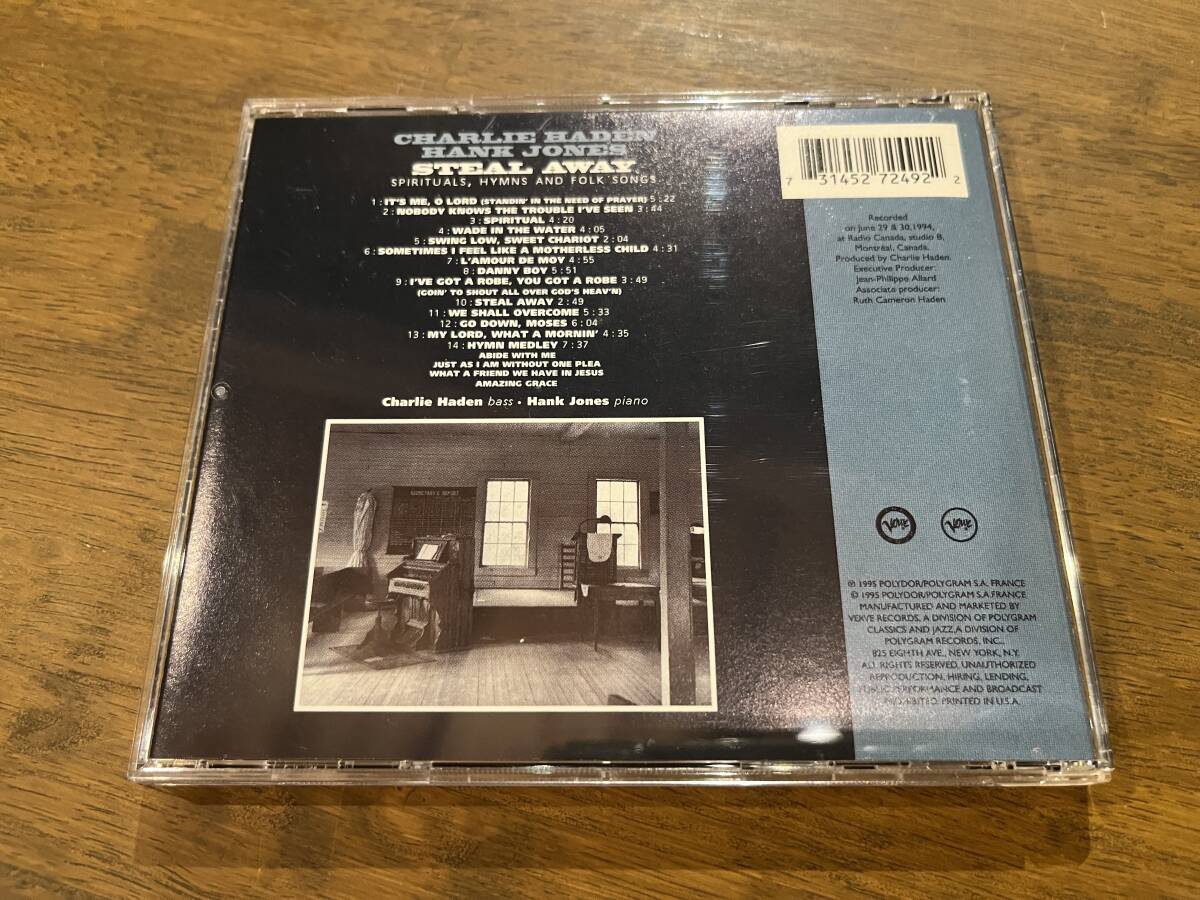 CHARLIE HADEN
HANK JONES
STEAL AWAY
SPIRITUALS, HYMNS AND FOLK SONGS
1 : IT'S ME, O LORD (STANDIN' IN THE NEED OF PRAYER) 5 : 22
2 : NOBODY KNOWS THE TROUBLE I'VE SEEN 3 : 44
3 : SPIRITUAL 4 : 20
4 : WADE IN THE WATER 4 : 05
5 : SWING LOW, SWEET CHARIOT 2 : 04
6 : SOMETIMES I FEEL LIKE A MOTHERLESS CHILD 4 : 31
7 : L'AMOUR DE MOY 4 : 55
8 : DANNY BOY 5 : 51
9 : I'VE GOT A ROBE, YOU GOT A ROBE 3 : 49
(GOIN' TO SHOUT ALL OVER GOD'S HEAV'N)
10 : STEAL AWAY 2 : 49
11 : WE SHALL OVERCOME 5 : 33
12 : GO DOWN, MOSES 6 : 04
13 : MY LORD, WHAT A MORNIN' 4 : 35
14 : HYMN MEDLEY 7 : 37
ABIDE WITH ME
JUST AS I AM WITHOUT ONE PLEA
WHAT A FRIEND WE HAVE IN JESUS
AMAZING GRACE
Charlie Haden bass • Hank Jones piano
SECRETARY'S REPORT
7 31452 72492 2
Recorded
on June 29 & 30, 1994,
at Radio Canada, studio B,
Montréal, Canada.
Produced by Charlie Haden.
Executive Producer:
Jean-Philippe Allard
Associate producer:
Ruth Cameron Haden
Verve Verve
℗ 1995 POLYDOR/POLYGRAM S.A. FRANCE
© 1995 POLYDOR/POLYGRAM S.A.FRANCE
MANUFACTURED AND MARKETED BY
VERVE RECORDS, A DIVISION OF POLYGRAM
CLASSICS AND JAZZ,A DIVISION OF
POLYGRAM RECORDS, INC.,
825 EIGHTH AVE., NEW YORK, N.Y.
ALL RIGHTS RESERVED. UNAUTHORIZED
REPRODUCTION, HIRING, LENDING,
PUBLIC PERFORMANCE AND BROADCAST
PROHIBITED. PRINTED IN U.S.A.